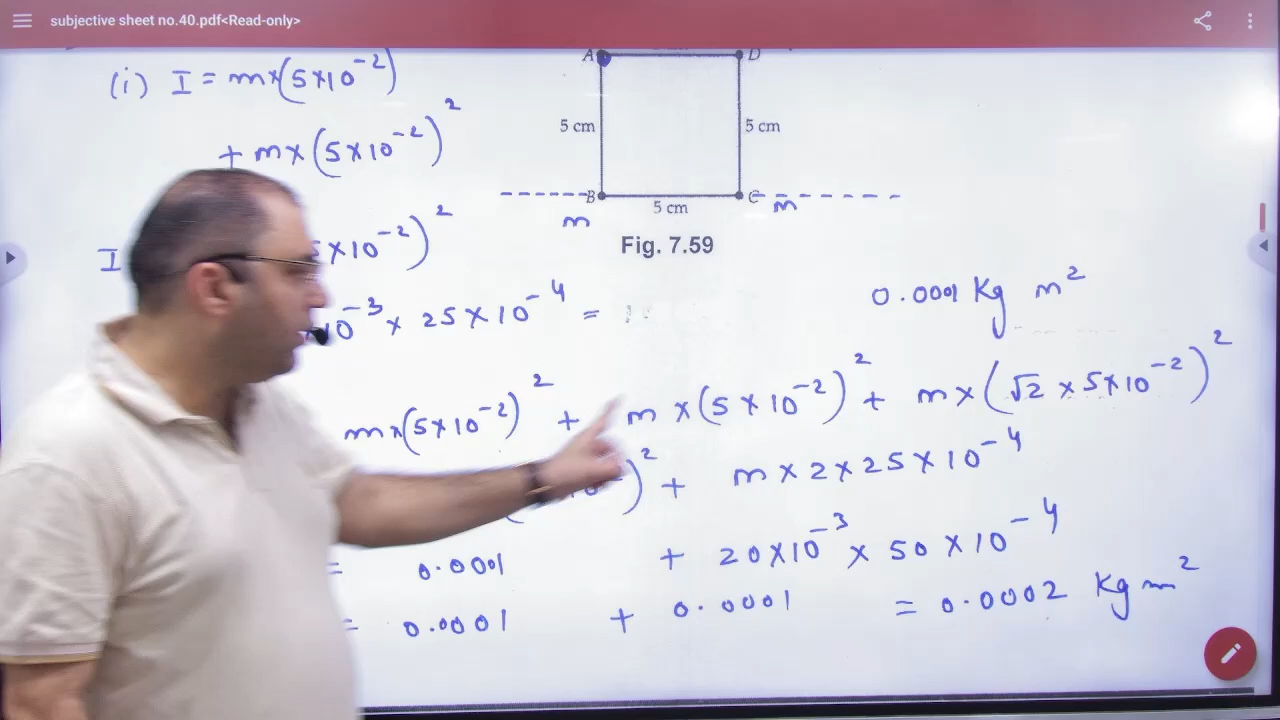 subjective sheet no.40.pdf<Read-only>
(i) I = m×(5×10⁻²)
+ m×(5×10⁻²)²
A D
5 cm 5 cm
B C
m 5 cm m
Fig. 7.59
I ×10⁻²)²
10⁻³ × 25×10⁻⁴ =
0.0001 Kg m²
m×(5×10⁻²)² + m×(5×10⁻²)² + m×(√2 × 5×10⁻²)²
)² + m×2×25×10⁻⁴
= 0.0001 + 20×10⁻³ × 50×10⁻⁴
= 0.0001 + 0.0001 = 0.0002 Kg m²